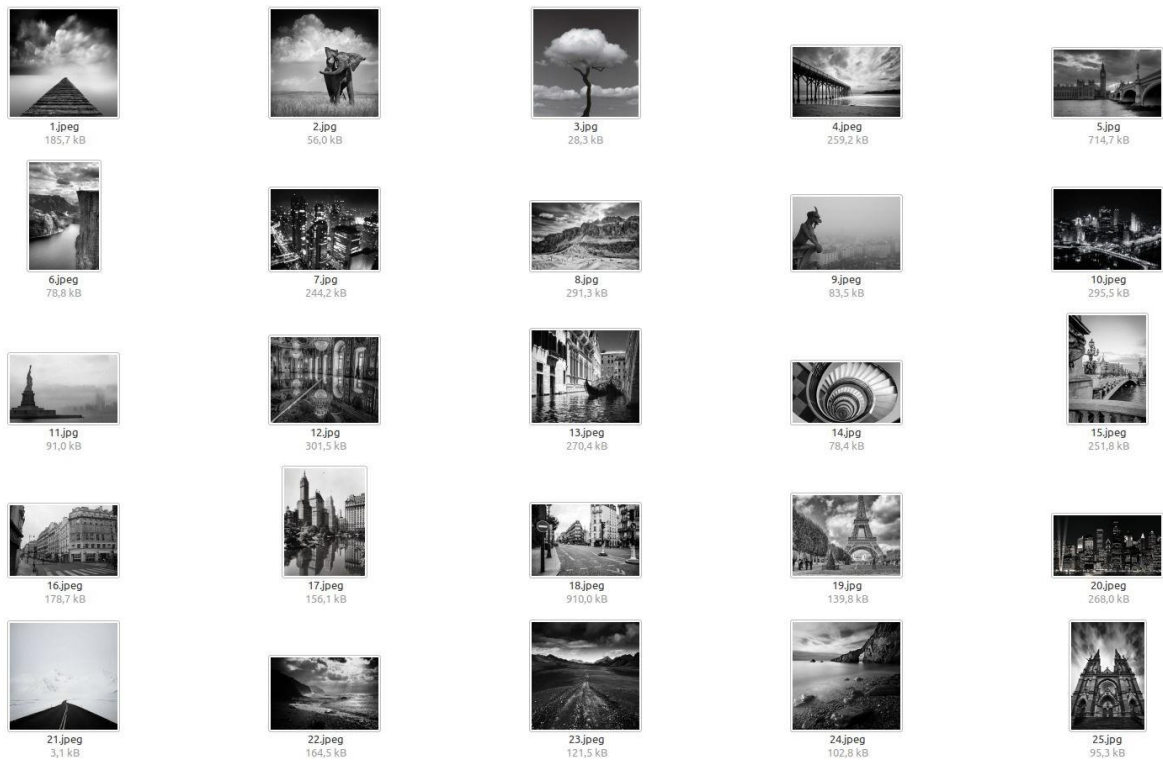 1.jpeg
185,7 kB
2.jpg
56,0 kB
3.jpg
28,3 kB
4.jpeg
259,2 kB
5.jpg
714,7 kB
6.jpeg
78,8 kB
7.jpg
244,2 kB
8.jpg
291,3 kB
9.jpeg
83,5 kB
10.jpeg
295,5 kB
11.jpg
91,0 kB
12.jpg
301,5 kB
13.jpeg
270,4 kB
14.jpg
78,4 kB
15.jpeg
251,8 kB
16.jpeg
178,7 kB
17.jpeg
156,1 kB
18.jpeg
910,0 kB
19.jpg
139,8 kB
20.jpeg
268,0 kB
21.jpeg
3,1 kB
22.jpeg
164,5 kB
23.jpeg
121,5 kB
24.jpeg
102,8 kB
25.jpg
95,3 kB